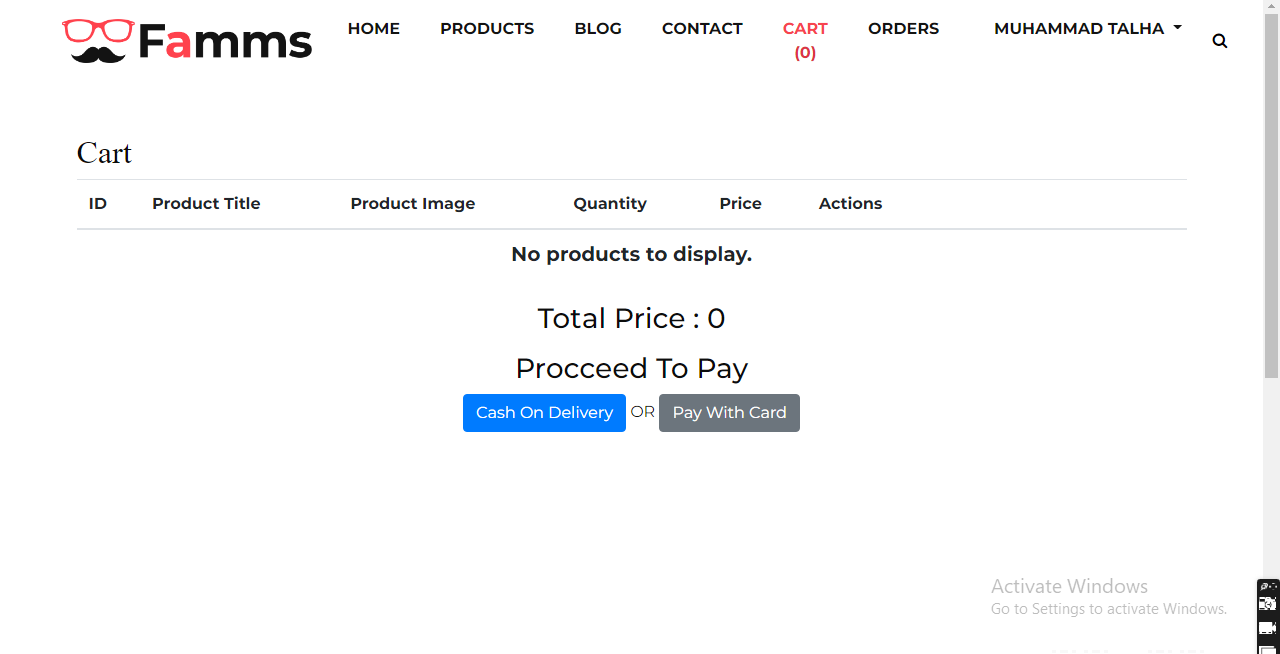 Famms
HOME PRODUCTS BLOG CONTACT CART ORDERS MUHAMMAD TALHA
(0)
Cart
ID Product Title Product Image Quantity Price Actions
No products to display.
Total Price : 0
Procceed To Pay
Cash On Delivery OR Pay With Card
Activate Windows
Go to Settings to activate Windows.